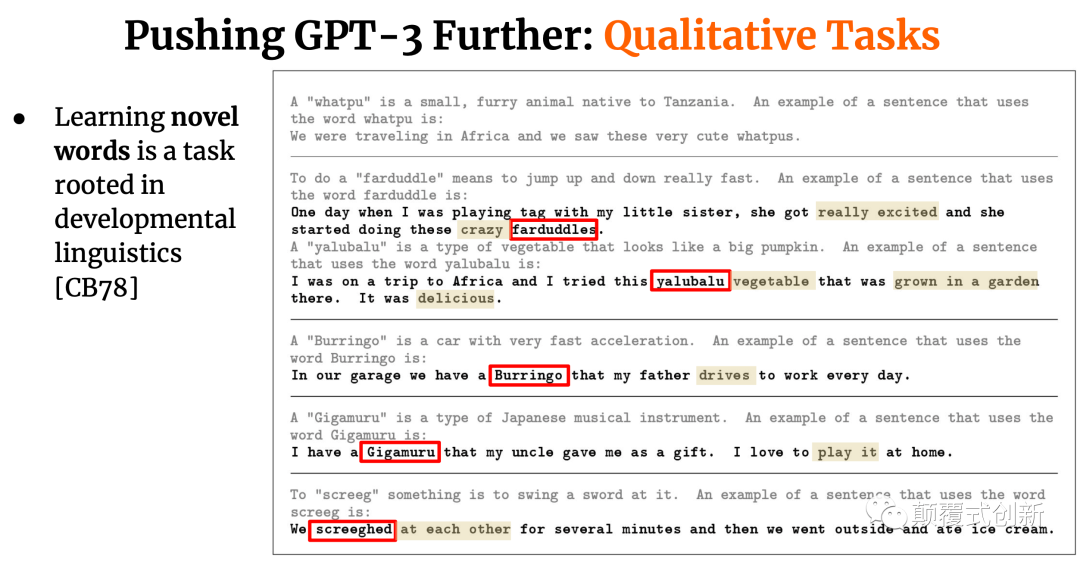 Pushing GPT-3 Further: Qualitative Tasks
● Learning novel
words is a task
rooted in
developmental
linguistics
[CB78]
A "whatpu" is a small, furry animal native to Tanzania. An example of a sentence that uses
the word whatpu is:
We were traveling in Africa and we saw these very cute whatpus.
To do a "farduddle" means to jump up and down really fast. An example of a sentence that uses
the word farduddle is:
One day when I was playing tag with my little sister, she got really excited and she
started doing these crazy farduddles.
A "yalubalu" is a type of vegetable that looks like a big pumpkin. An example of a sentence
that uses the word yalubalu is:
I was on a trip to Africa and I tried this yalubalu vegetable that was grown in a garden
there. It was delicious.
A "Burringo" is a car with very fast acceleration. An example of a sentence that uses the
word Burringo is:
In our garage we have a Burringo that my father drives to work every day.
A "Gigamuru" is a type of Japanese musical instrument. An example of a sentence that uses the
word Gigamuru is:
I have a Gigamuru that my uncle gave me as a gift. I love to play it at home.
To "screeg" something is to swing a sword at it. An example of a sentence that uses the word
screeg is:
We screeghed at each other for several minutes and then we went outside and ate ice cream.
颠覆式创新